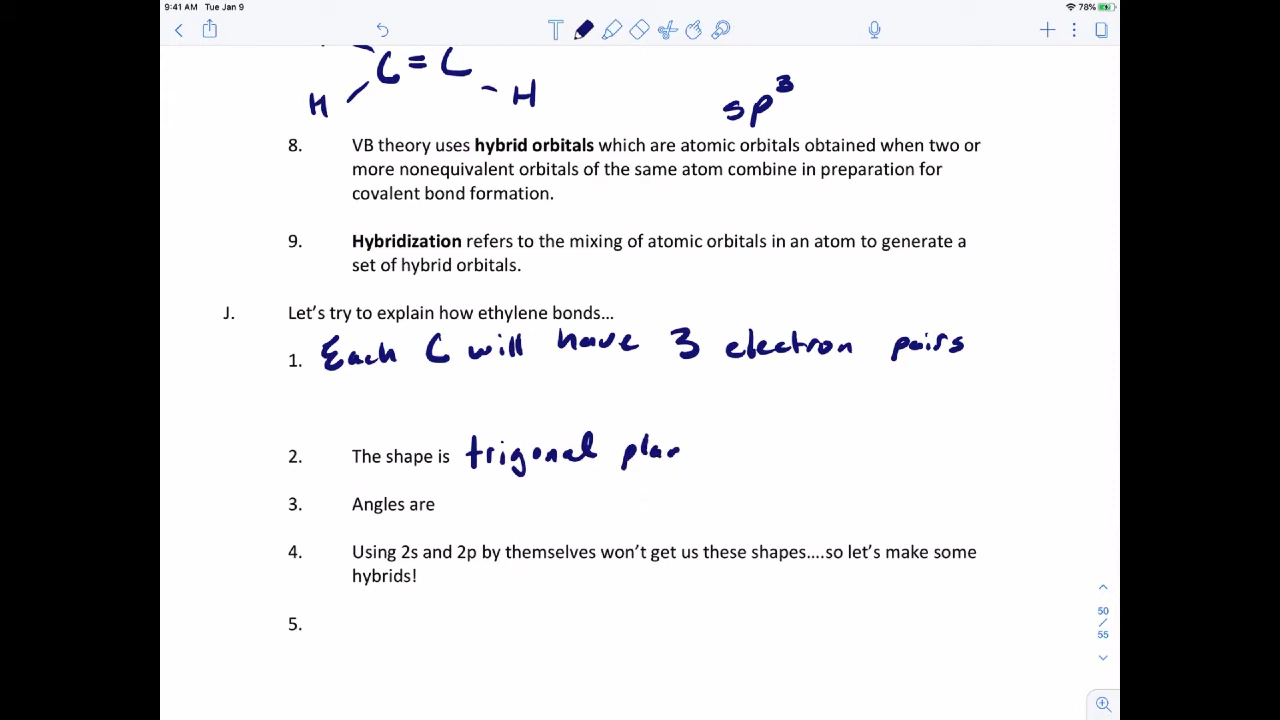 9:41 AM Tue Jan 9
78%
T
C = C
H
H
sp³
8. VB theory uses hybrid orbitals which are atomic orbitals obtained when two or
more nonequivalent orbitals of the same atom combine in preparation for
covalent bond formation.
9. Hybridization refers to the mixing of atomic orbitals in an atom to generate a
set of hybrid orbitals.
J. Let's try to explain how ethylene bonds...
1. Each C will have 3 electron pairs
2. The shape is trigonal plan
3. Angles are
4. Using 2s and 2p by themselves won't get us these shapes....so let's make some
hybrids!
5.
50
/
55